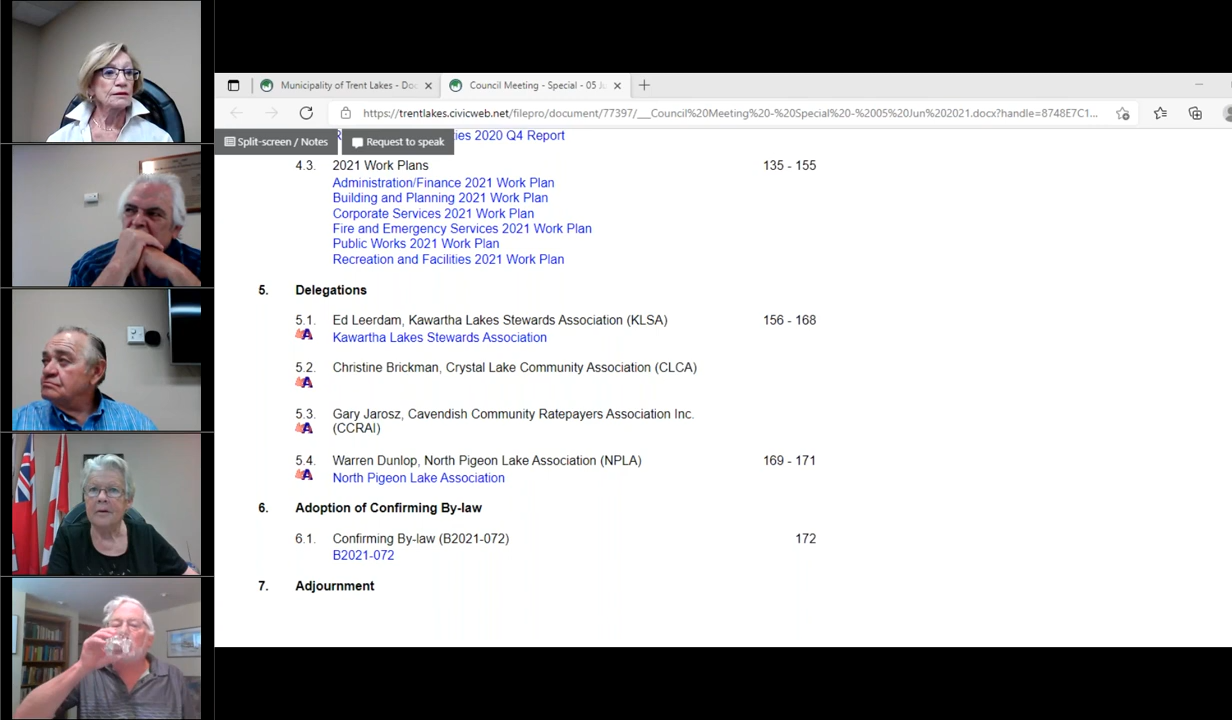 Municipality of Trent Lakes - Doc
Council Meeting - Special - 05 Ju
https://trentlakes.civicweb.net/filepro/document/77397/___Council%20Meeting%20-%20Special%20-%2005%20Jun%202021.docx?handle=8748E7C1...
Split-screen / Notes
Request to speak
ties 2020 Q4 Report
4.3. 2021 Work Plans 135 - 155
Administration/Finance 2021 Work Plan
Building and Planning 2021 Work Plan
Corporate Services 2021 Work Plan
Fire and Emergency Services 2021 Work Plan
Public Works 2021 Work Plan
Recreation and Facilities 2021 Work Plan
5. Delegations
5.1. Ed Leerdam, Kawartha Lakes Stewards Association (KLSA) 156 - 168
Kawartha Lakes Stewards Association
5.2. Christine Brickman, Crystal Lake Community Association (CLCA)
5.3. Gary Jarosz, Cavendish Community Ratepayers Association Inc.
(CCRAI)
5.4. Warren Dunlop, North Pigeon Lake Association (NPLA) 169 - 171
North Pigeon Lake Association
6. Adoption of Confirming By-law
6.1. Confirming By-law (B2021-072) 172
B2021-072
7. Adjournment